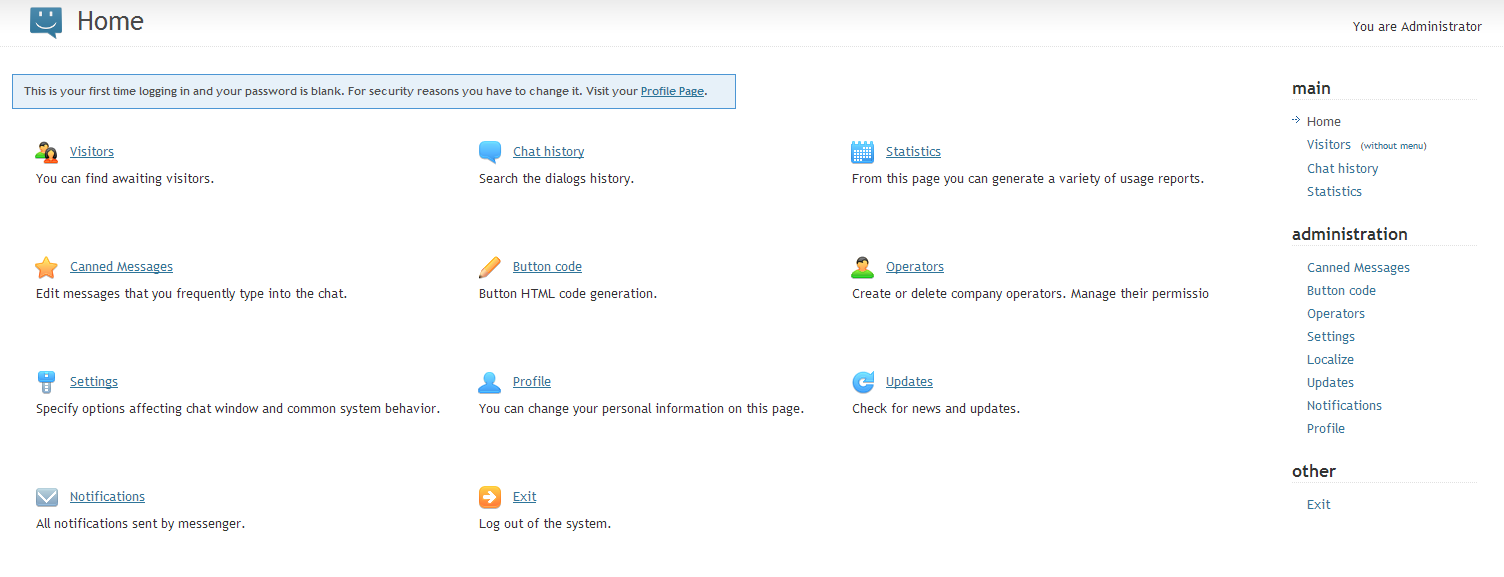 Home
You are Administrator
This is your first time logging in and your password is blank. For security reasons you have to change it. Visit your Profile Page.
Visitors
You can find awaiting visitors.
Chat history
Search the dialogs history.
Statistics
From this page you can generate a variety of usage reports.
Canned Messages
Edit messages that you frequently type into the chat.
Button code
Button HTML code generation.
Operators
Create or delete company operators. Manage their permissio
Settings
Specify options affecting chat window and common system behavior.
Profile
You can change your personal information on this page.
Updates
Check for news and updates.
Notifications
All notifications sent by messenger.
Exit
Log out of the system.
main
Home
Visitors (without menu)
Chat history
Statistics
administration
Canned Messages
Button code
Operators
Settings
Localize
Updates
Notifications
Profile
other
Exit